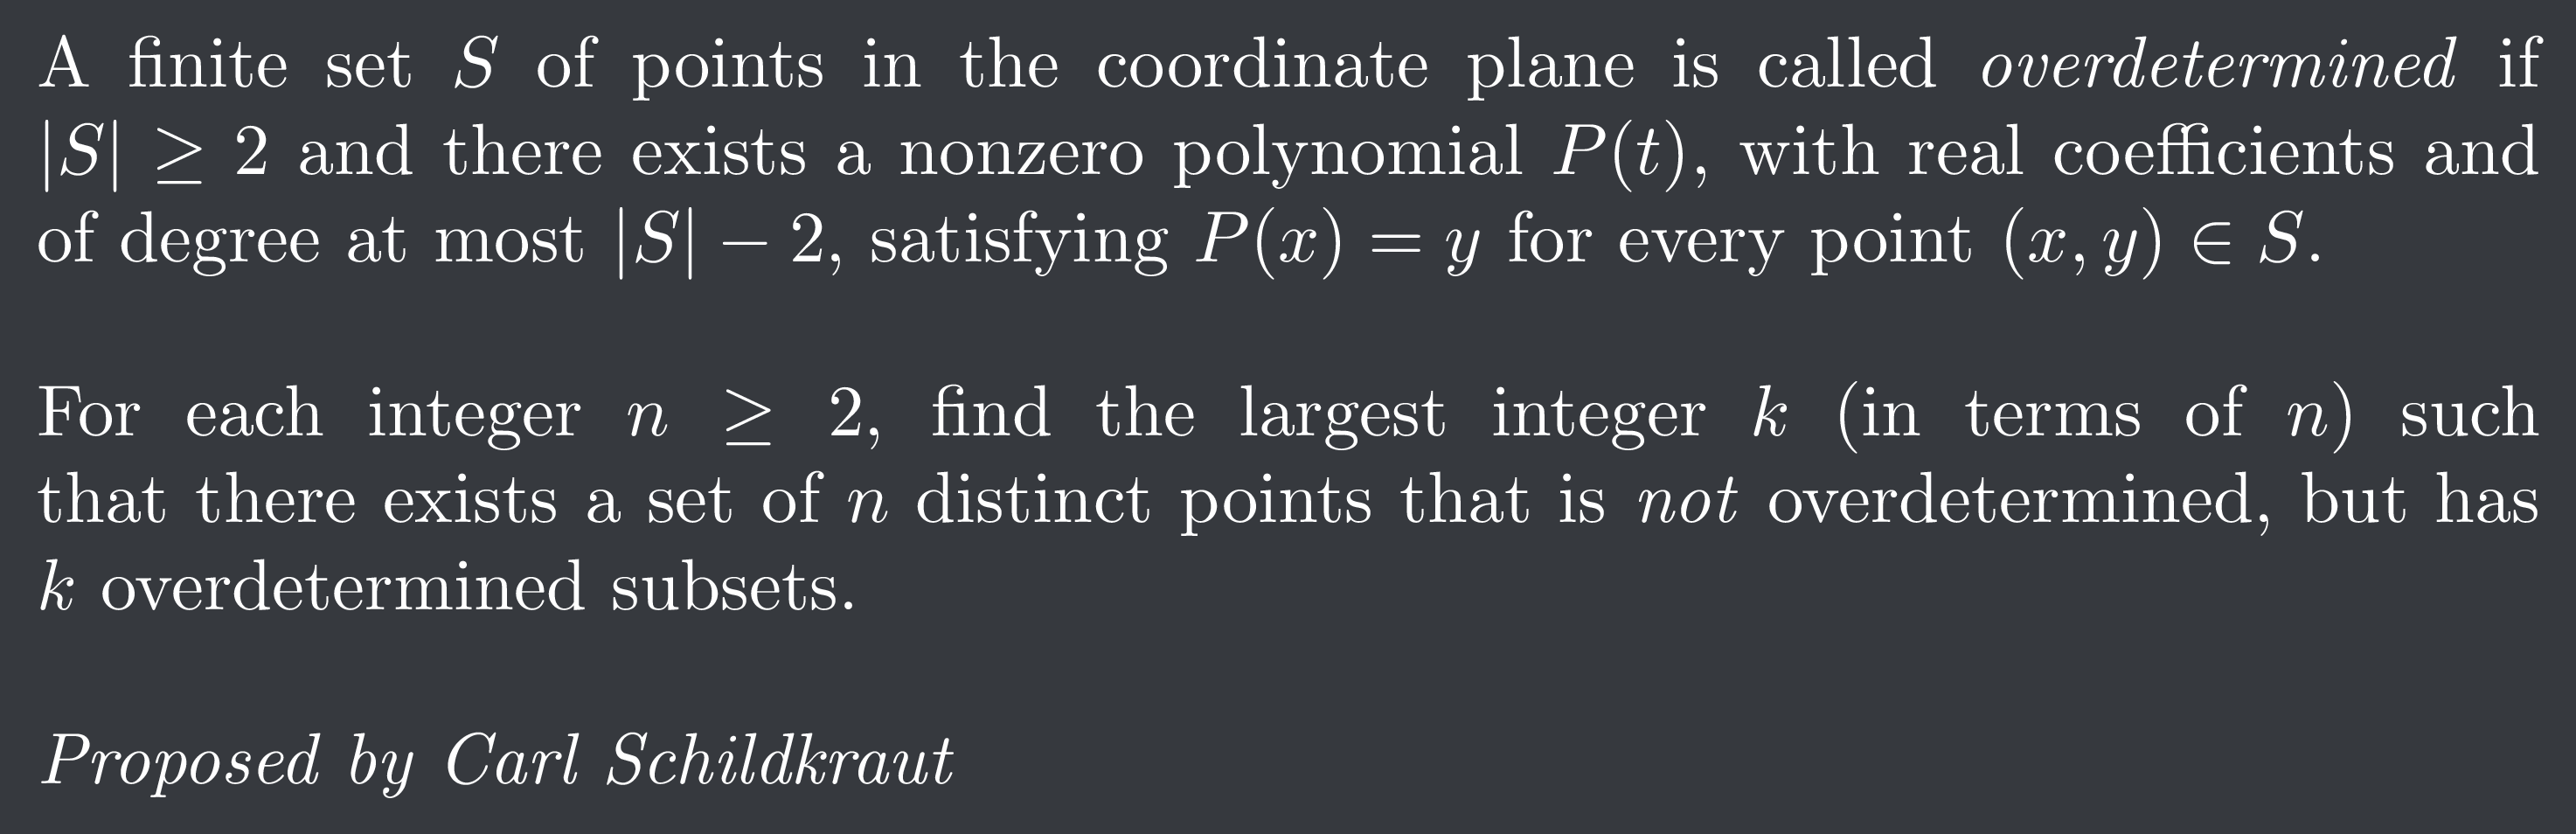 A finite set S of points in the coordinate plane is called overdetermined if
|S| ≥ 2 and there exists a nonzero polynomial P(t), with real coefficients and
of degree at most |S| − 2, satisfying P(x) = y for every point (x, y) ∈ S.
For each integer n ≥ 2, find the largest integer k (in terms of n) such
that there exists a set of n distinct points that is not overdetermined, but has
k overdetermined subsets.
Proposed by Carl Schildkraut